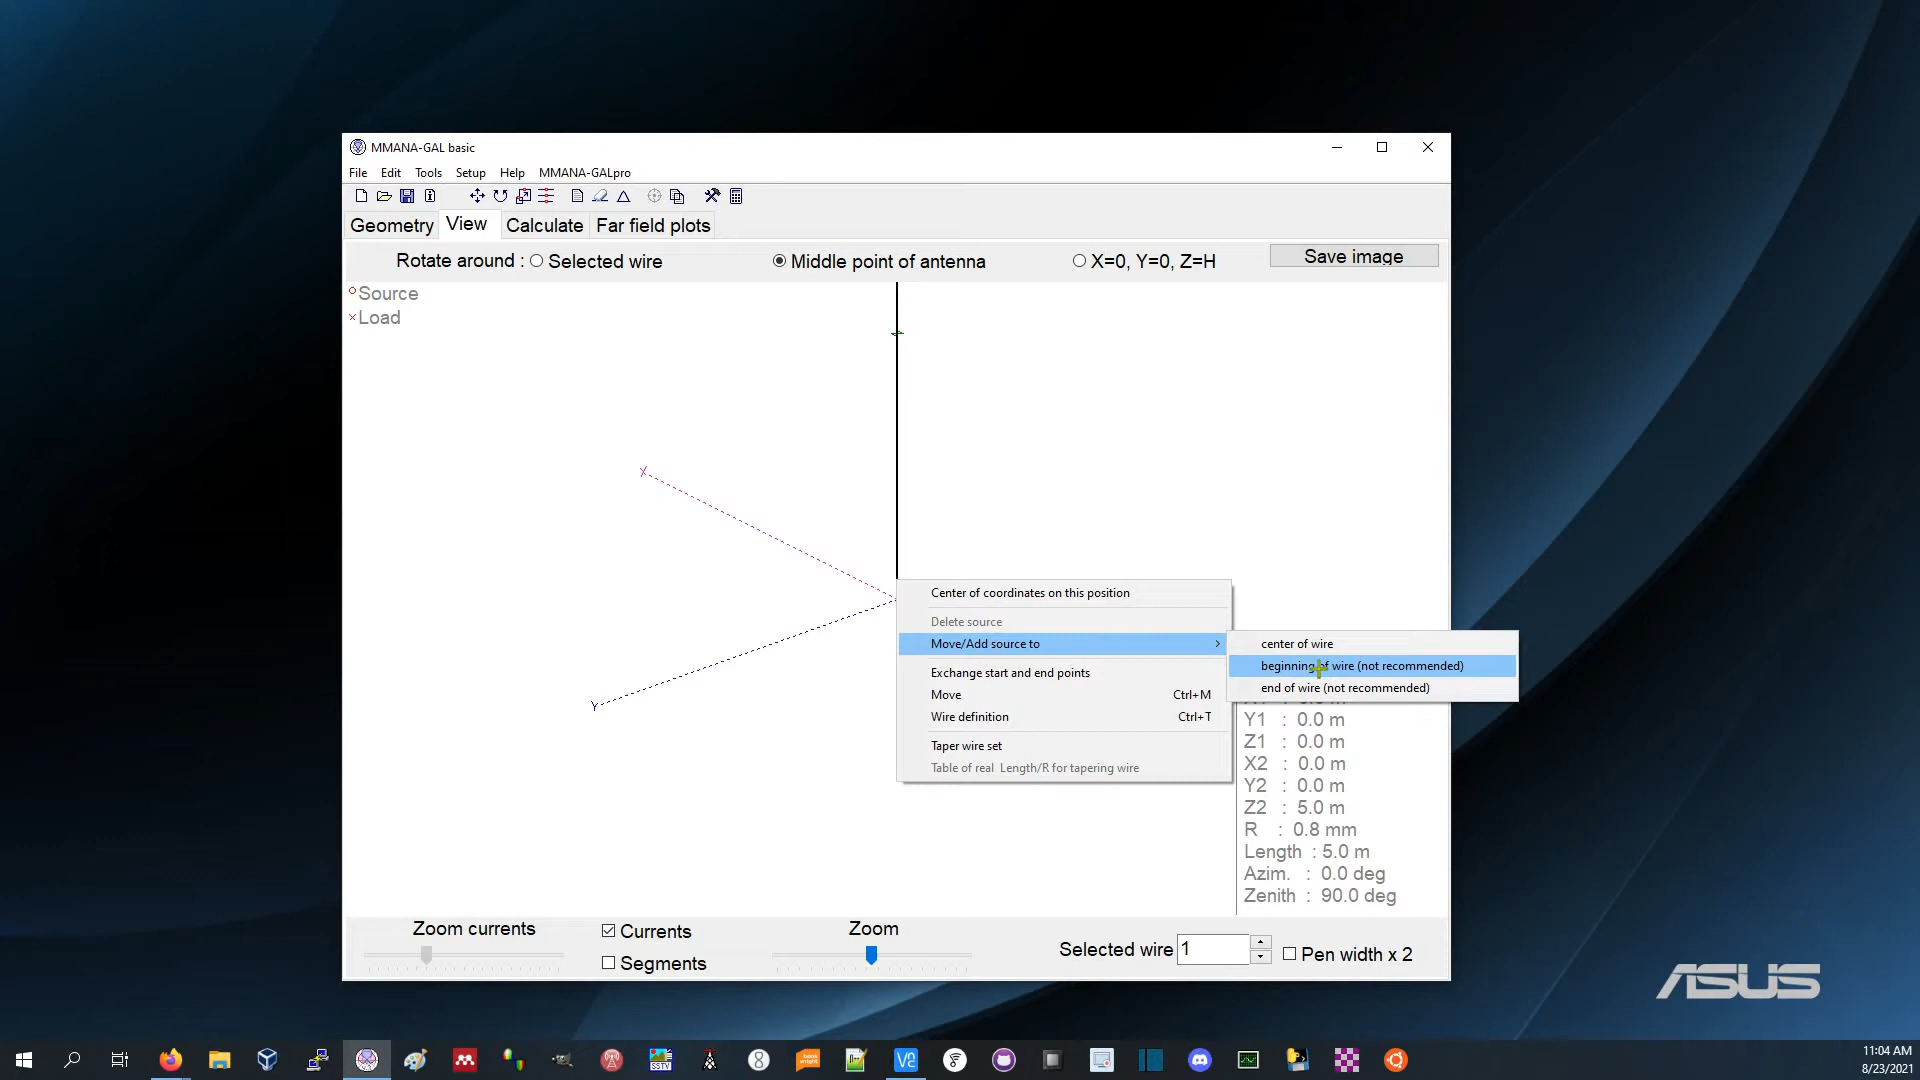 MMANA-GAL basic
File Edit Tools Setup Help MMANA-GALpro
Geometry View Calculate Far field plots
Rotate around : Selected wire Middle point of antenna X=0, Y=0, Z=H Save image
Source
Load
X
Y
Center of coordinates on this position
Delete source
Move/Add source to
Exchange start and end points
Move Ctrl+M
Wire definition Ctrl+T
Taper wire set
Table of real Length/R for tapering wire
center of wire
beginning of wire (not recommended)
end of wire (not recommended)
Y1 : 0.0 m
Z1 : 0.0 m
X2 : 0.0 m
Y2 : 0.0 m
Z2 : 5.0 m
R : 0.8 mm
Length : 5.0 m
Azim. : 0.0 deg
Zenith : 90.0 deg
Zoom currents Currents Zoom
Segments
Selected wire 1 Pen width x 2
ASUS
SSTV
11:04 AM
8/23/2021